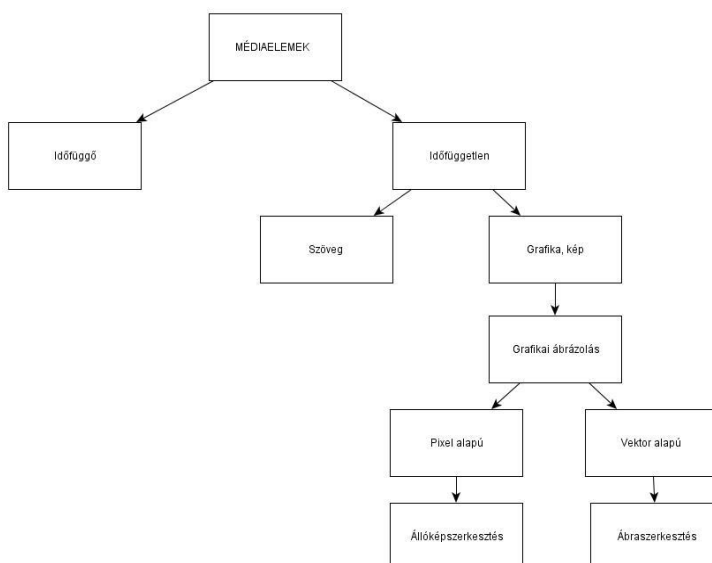 MÉDIAELEMEK
Időfüggő
Időfüggetlen
Szöveg
Grafika, kép
Grafikai ábrázolás
Pixel alapú
Vektor alapú
Állóképszerkesztés
Ábraszerkesztés